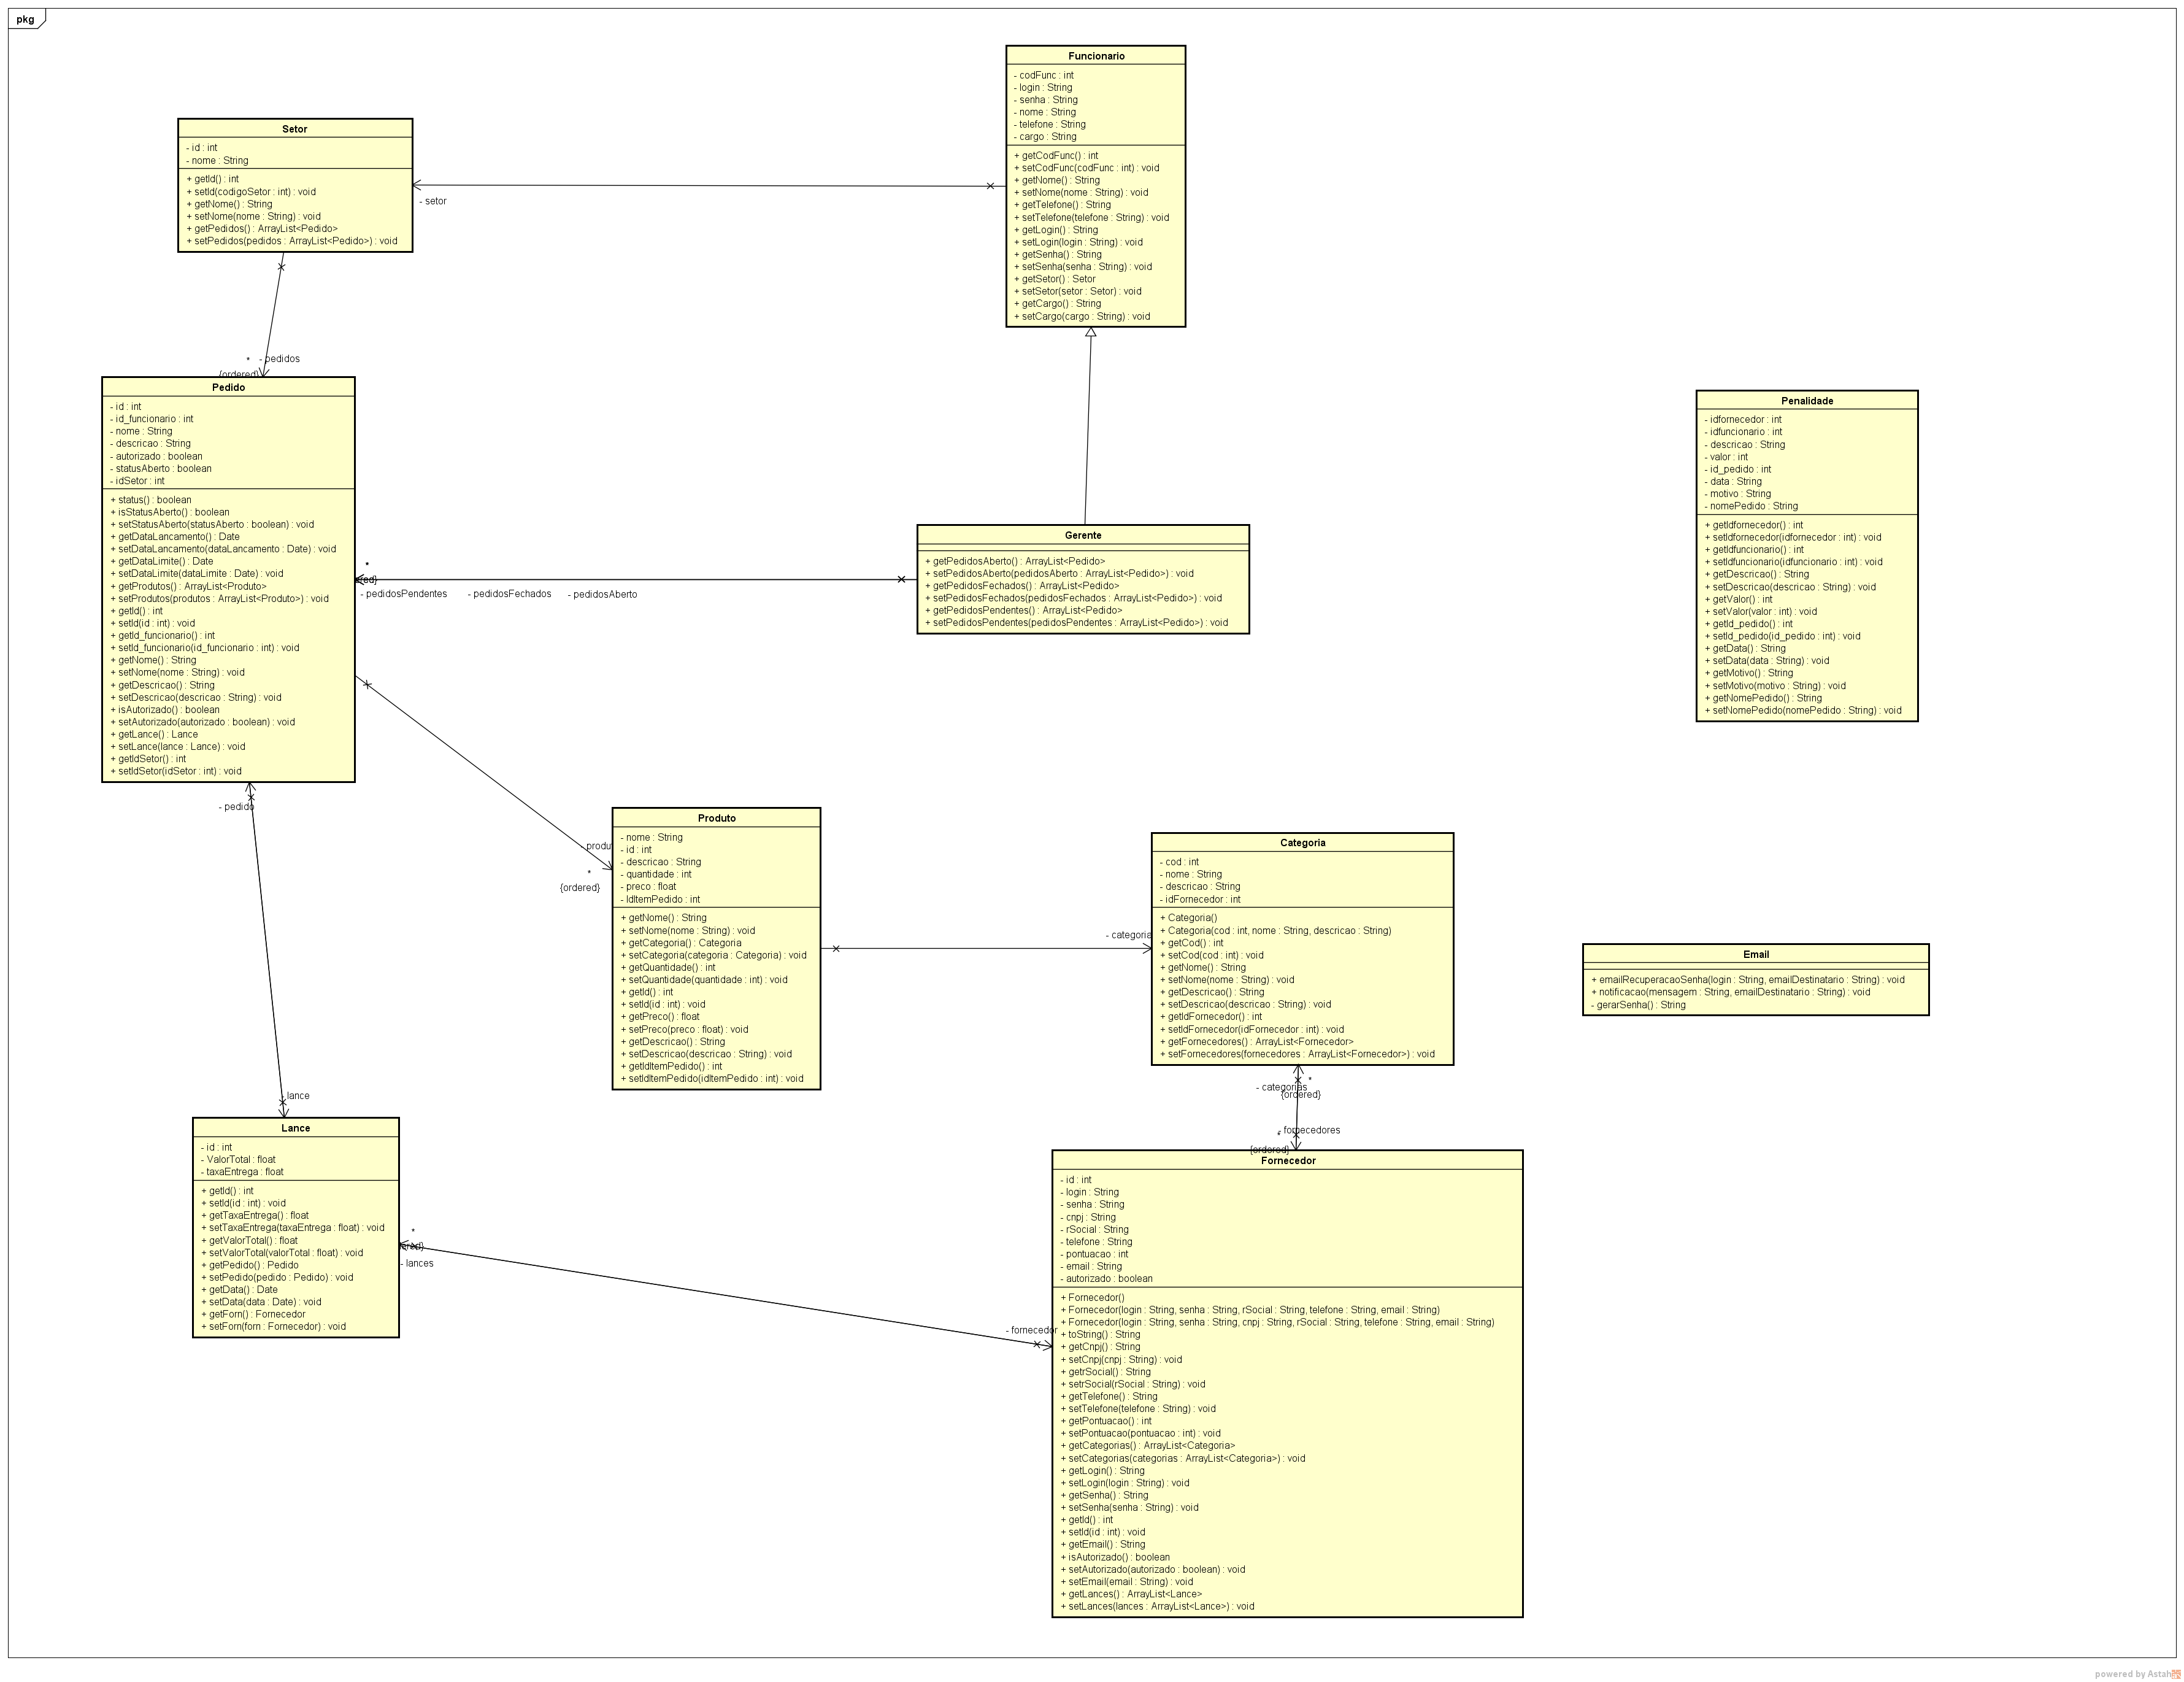 pkg
Funcionario
- codFunc : int
- login : String
- senha : String
- nome : String
- telefone : String
- cargo : String
+ getCodFunc() : int
+ setCodFunc(codFunc : int) : void
+ getNome() : String
+ setNome(nome : String) : void
+ getTelefone() : String
+ setTelefone(telefone : String) : void
+ getLogin() : String
+ setLogin(login : String) : void
+ getSenha() : String
+ setSenha(senha : String) : void
+ getSetor() : Setor
+ setSetor(setor : Setor) : void
+ getCargo() : String
+ setCargo(cargo : String) : void
Setor
- id : int
- nome : String
+ getId() : int
+ setId(codigoSetor : int) : void
+ getNome() : String
+ setNome(nome : String) : void
+ getPedidos() : ArrayList<Pedido>
+ setPedidos(pedidos : ArrayList<Pedido>) : void
- setor
* - pedidos
{ordered}
Pedido
- id : int
- id_funcionario : int
- nome : String
- descricao : String
- autorizado : boolean
- statusAberto : boolean
- idSetor : int
+ status() : boolean
+ isStatusAberto() : boolean
+ setStatusAberto(statusAberto : boolean) : void
+ getDataLancamento() : Date
+ setDataLancamento(dataLancamento : Date) : void
+ getDataLimite() : Date
+ setDataLimite(dataLimite : Date) : void
+ getProdutos() : ArrayList<Produto>
+ setProdutos(produtos : ArrayList<Produto>) : void
+ getId() : int
+ setId(id : int) : void
+ getId_funcionario() : int
+ setId_funcionario(id_funcionario : int) : void
+ getNome() : String
+ setNome(nome : String) : void
+ getDescricao() : String
+ setDescricao(descricao : String) : void
+ isAutorizado() : boolean
+ setAutorizado(autorizado : boolean) : void
+ getLance() : Lance
+ setLance(lance : Lance) : void
+ getIdSetor() : int
+ setIdSetor(idSetor : int) : void
*
red}
- pedidosPendentes - pedidosFechados - pedidosAberto
Gerente
+ getPedidosAberto() : ArrayList<Pedido>
+ setPedidosAberto(pedidosAberto : ArrayList<Pedido>) : void
+ getPedidosFechados() : ArrayList<Pedido>
+ setPedidosFechados(pedidosFechados : ArrayList<Pedido>) : void
+ getPedidosPendentes() : ArrayList<Pedido>
+ setPedidosPendentes(pedidosPendentes : ArrayList<Pedido>) : void
Penalidade
- idfornecedor : int
- idfuncionario : int
- descricao : String
- valor : int
- id_pedido : int
- data : String
- motivo : String
- nomePedido : String
+ getIdfornecedor() : int
+ setIdfornecedor(idfornecedor : int) : void
+ getIdfuncionario() : int
+ setIdfuncionario(idfuncionario : int) : void
+ getDescricao() : String
+ setDescricao(descricao : String) : void
+ getValor() : int
+ setValor(valor : int) : void
+ getId_pedido() : int
+ setId_pedido(id_pedido : int) : void
+ getData() : String
+ setData(data : String) : void
+ getMotivo() : String
+ setMotivo(motivo : String) : void
+ getNomePedido() : String
+ setNomePedido(nomePedido : String) : void
- pedido
- produ
*
{ordered}
Produto
- nome : String
- id : int
- descricao : String
- quantidade : int
- preco : float
- IdItemPedido : int
+ getNome() : String
+ setNome(nome : String) : void
+ getCategoria() : Categoria
+ setCategoria(categoria : Categoria) : void
+ getQuantidade() : int
+ setQuantidade(quantidade : int) : void
+ getId() : int
+ setId(id : int) : void
+ getPreco() : float
+ setPreco(preco : float) : void
+ getDescricao() : String
+ setDescricao(descricao : String) : void
+ getIdItemPedido() : int
+ setIdItemPedido(idItemPedido : int) : void
- categoria
Categoria
- cod : int
- nome : String
- descricao : String
- idFornecedor : int
+ Categoria()
+ Categoria(cod : int, nome : String, descricao : String)
+ getCod() : int
+ setCod(cod : int) : void
+ getNome() : String
+ setNome(nome : String) : void
+ getDescricao() : String
+ setDescricao(descricao : String) : void
+ getIdFornecedor() : int
+ setIdFornecedor(idFornecedor : int) : void
+ getFornecedores() : ArrayList<Fornecedor>
+ setFornecedores(fornecedores : ArrayList<Fornecedor>) : void
Email
+ emailRecuperacaoSenha(login : String, emailDestinatario : String) : void
+ notificacao(mensagem : String, emailDestinatario : String) : void
- gerarSenha() : String
*
- categorias
{ordered}
- fornecedores
*
{ordered}
- lance
Lance
- id : int
- ValorTotal : float
- taxaEntrega : float
+ getId() : int
+ setId(id : int) : void
+ getTaxaEntrega() : float
+ setTaxaEntrega(taxaEntrega : float) : void
+ getValorTotal() : float
+ setValorTotal(valorTotal : float) : void
+ getPedido() : Pedido
+ setPedido(pedido : Pedido) : void
+ getData() : Date
+ setData(data : Date) : void
+ getForn() : Fornecedor
+ setForn(forn : Fornecedor) : void
*
ered}
- lances
- fornecedor
Fornecedor
- id : int
- login : String
- senha : String
- cnpj : String
- rSocial : String
- telefone : String
- pontuacao : int
- email : String
- autorizado : boolean
+ Fornecedor()
+ Fornecedor(login : String, senha : String, rSocial : String, telefone : String, email : String)
+ Fornecedor(login : String, senha : String, cnpj : String, rSocial : String, telefone : String, email : String)
+ toString() : String
+ getCnpj() : String
+ setCnpj(cnpj : String) : void
+ getrSocial() : String
+ setrSocial(rSocial : String) : void
+ getTelefone() : String
+ setTelefone(telefone : String) : void
+ getPontuacao() : int
+ setPontuacao(pontuacao : int) : void
+ getCategorias() : ArrayList<Categoria>
+ setCategorias(categorias : ArrayList<Categoria>) : void
+ getLogin() : String
+ setLogin(login : String) : void
+ getSenha() : String
+ setSenha(senha : String) : void
+ getId() : int
+ setId(id : int) : void
+ getEmail() : String
+ isAutorizado() : boolean
+ setAutorizado(autorizado : boolean) : void
+ setEmail(email : String) : void
+ getLances() : ArrayList<Lance>
+ setLances(lances : ArrayList<Lance>) : void
powered by Astah